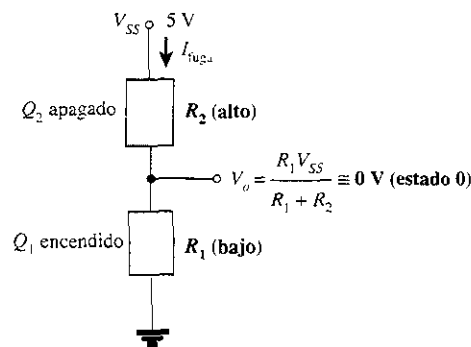 V_SS 5 V
I_fuga
Q_2 apagado R_2 (alto)
V_o = R_1 V_SS / R_1 + R_2 ≅ 0 V (estado 0)
Q_1 encendido R_1 (bajo)